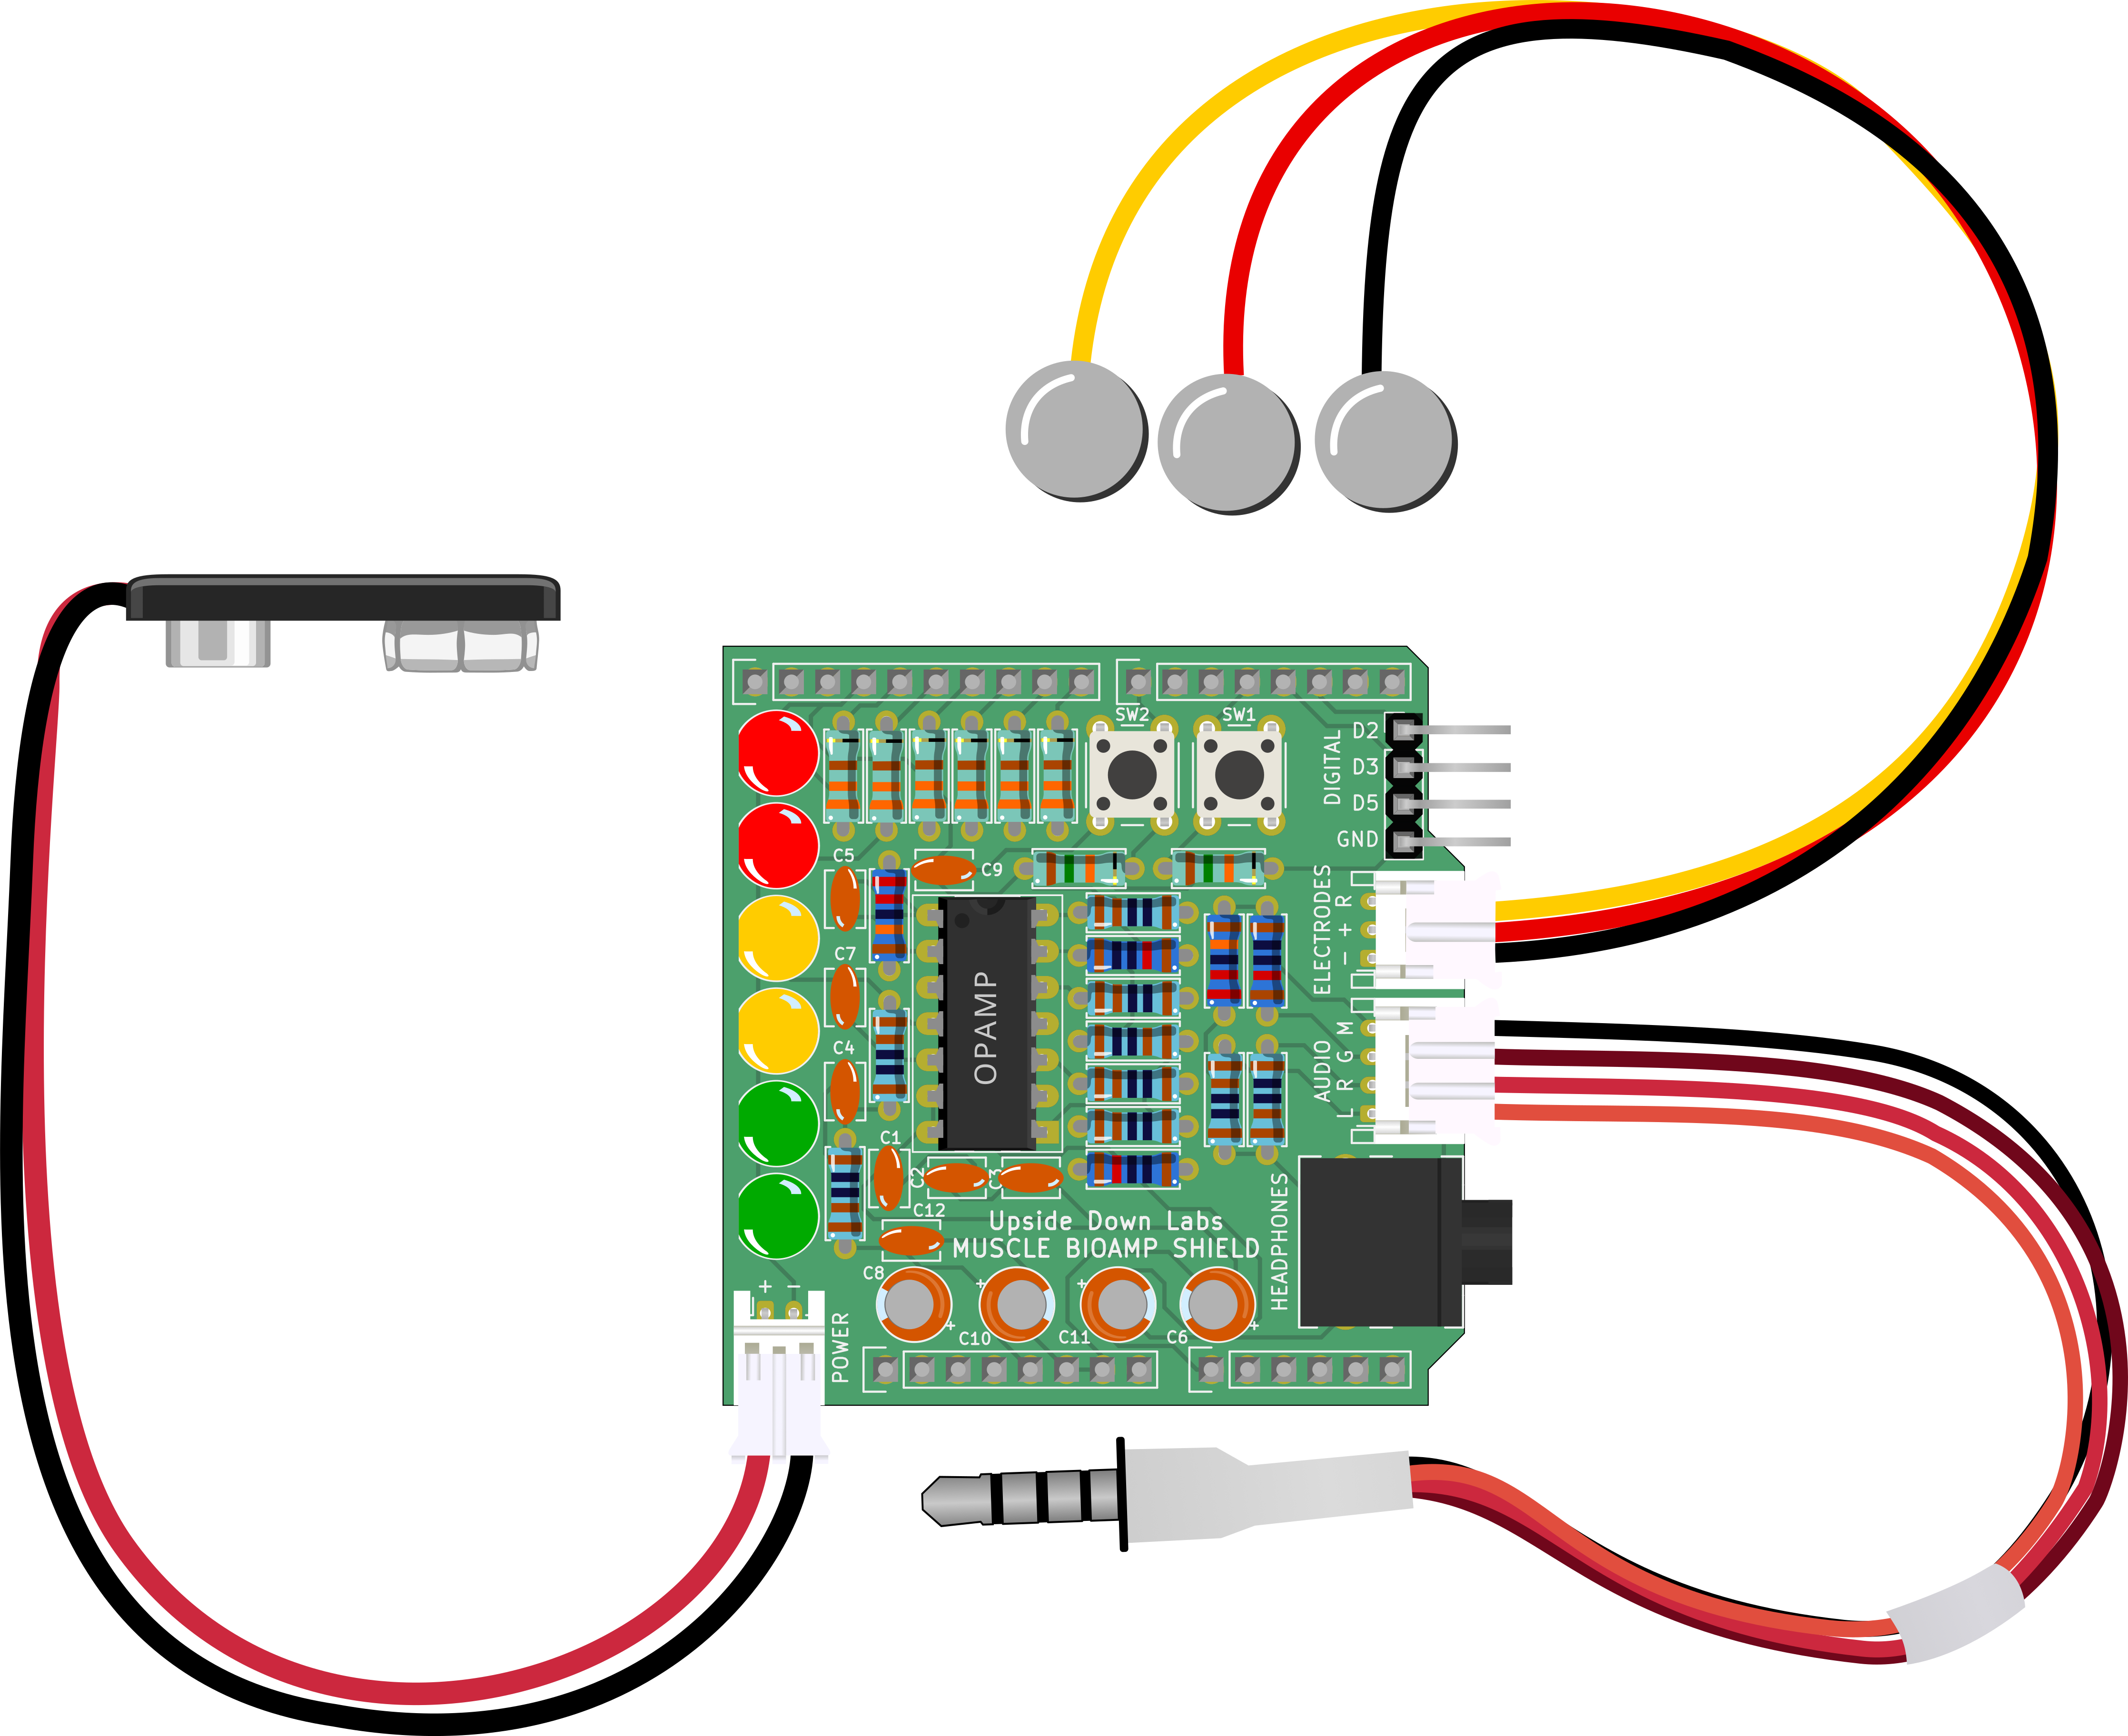 SW2
SW1
DIGITAL
D2
D3
D5
GND
C5
C9
ELECTRODES
- + R
C7
OPAMP
C4
AUDIO
L R G M
C1
C2
C3
C12
Upside Down Labs
MUSCLE BIOAMP SHIELD
HEADPHONES
C8
+ -
POWER
+
C10
+
C11
+
C6
+